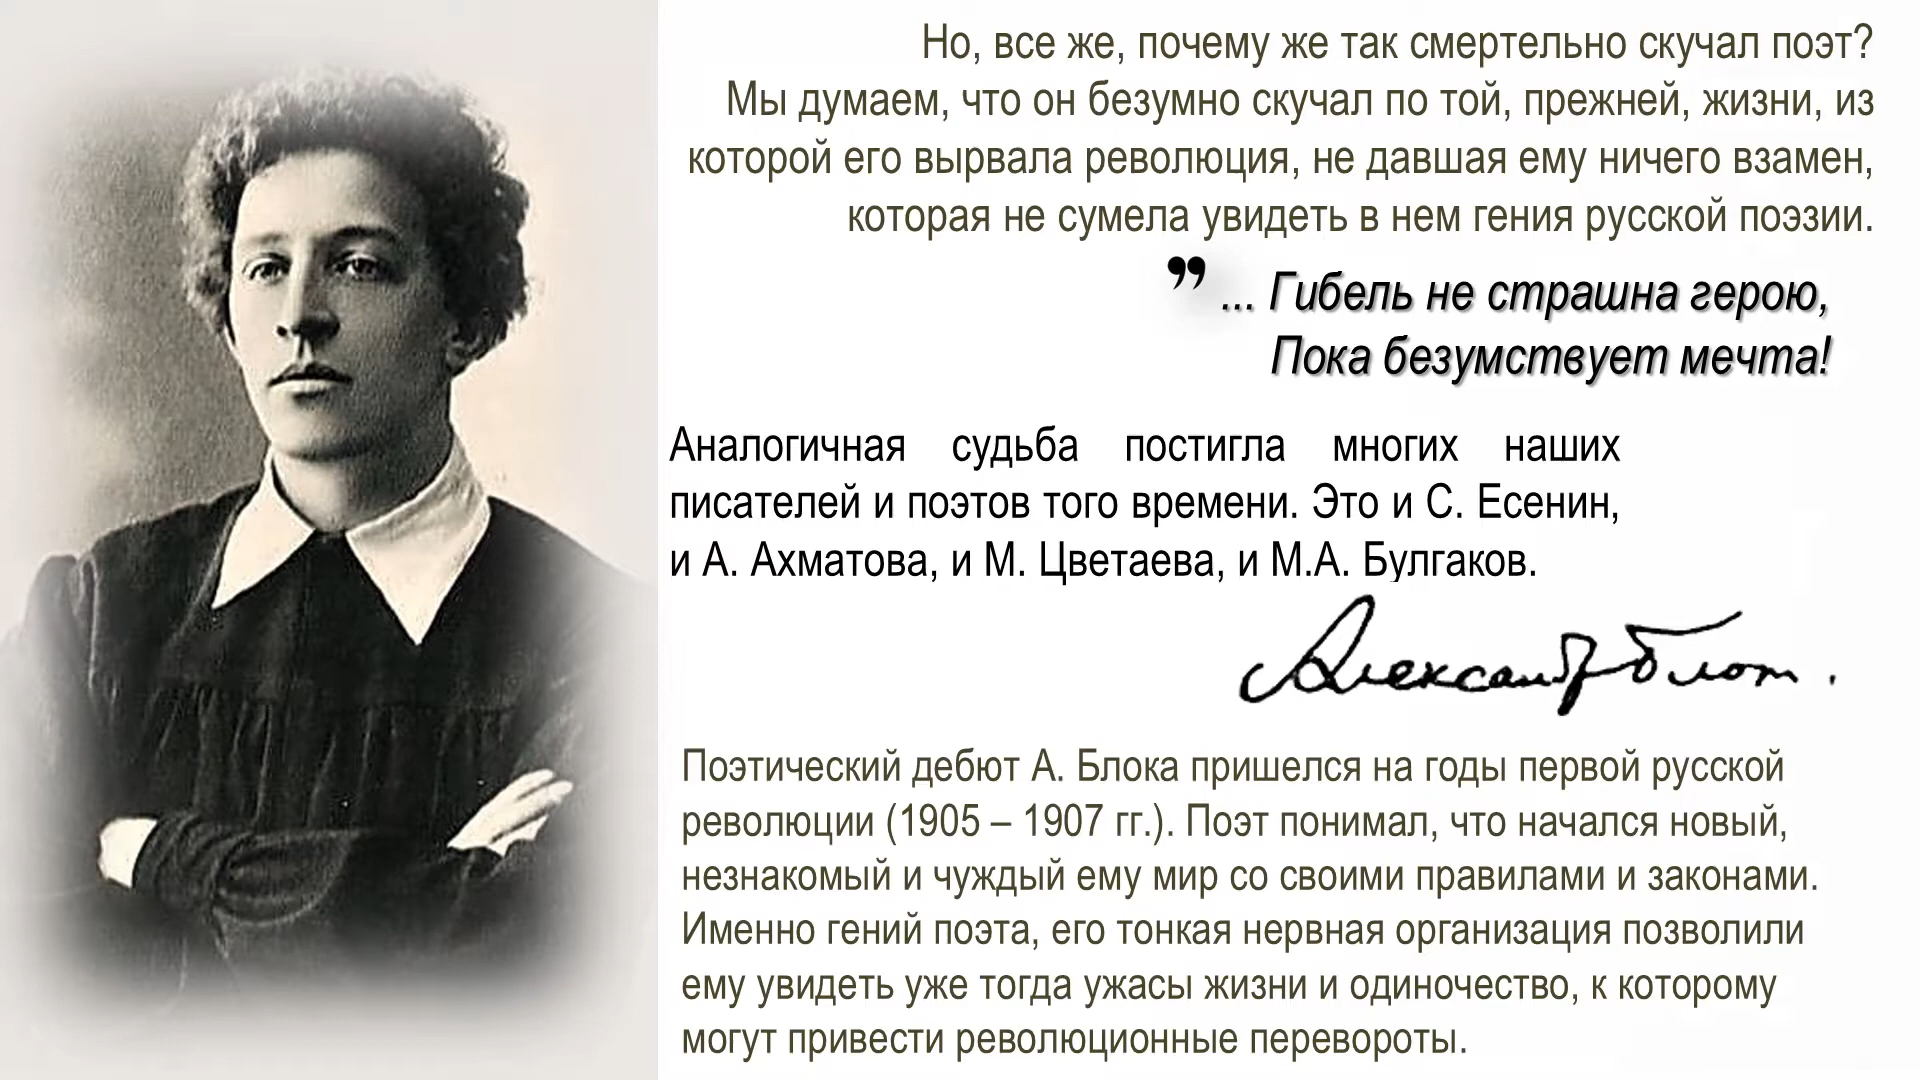 Но, все же, почему же так смертельно скучал поэт?
Мы думаем, что он безумно скучал по той, прежней, жизни, из
которой его вырвала революция, не давшая ему ничего взамен,
которая не сумела увидеть в нем гения русской поэзии.
” ... Гибель не страшна герою,
Пока безумствует мечта!
Аналогичная судьба постигла многих наших
писателей и поэтов того времени. Это и С. Есенин,
и А. Ахматова, и М. Цветаева, и М.А. Булгаков.
Александр Блок.
Поэтический дебют А. Блока пришелся на годы первой русской
революции (1905 – 1907 гг.). Поэт понимал, что начался новый,
незнакомый и чуждый ему мир со своими правилами и законами.
Именно гений поэта, его тонкая нервная организация позволили
ему увидеть уже тогда ужасы жизни и одиночество, к которому
могут привести революционные перевороты.